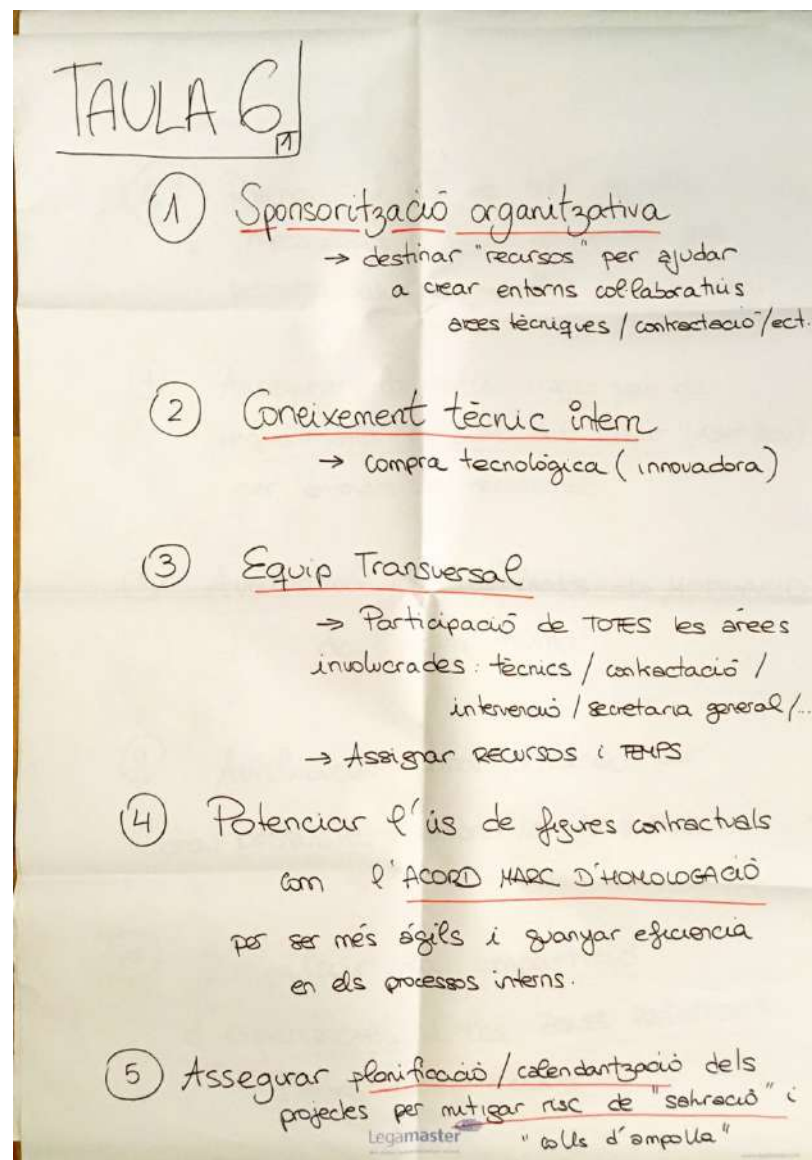 TAULA 6
1
① Sponsorització organitzativa
→ destinar "recursos" per ajudar
a crear entorns col·laboratius
àrees tècniques / contractació / ect.
② Coneixement tècnic intern
→ compra tecnològica (innovadora)
③ Equip Transversal
→ Participació de TOTES les àrees
involucrades: tècnics / contractació /
intervenció / secretaria general / ...
→ Assignar RECURSOS i TEMPS
④ Potenciar l'ús de figures contractuals
com l'ACORD MARC D'HOMOLOGACIÓ
per ser més àgils i guanyar eficiencia
en els processos interns.
⑤ Assegurar planificació / calendarització dels
projectes per mitigar risc de "saturació" i
"colls d'ampolla"
Legamaster